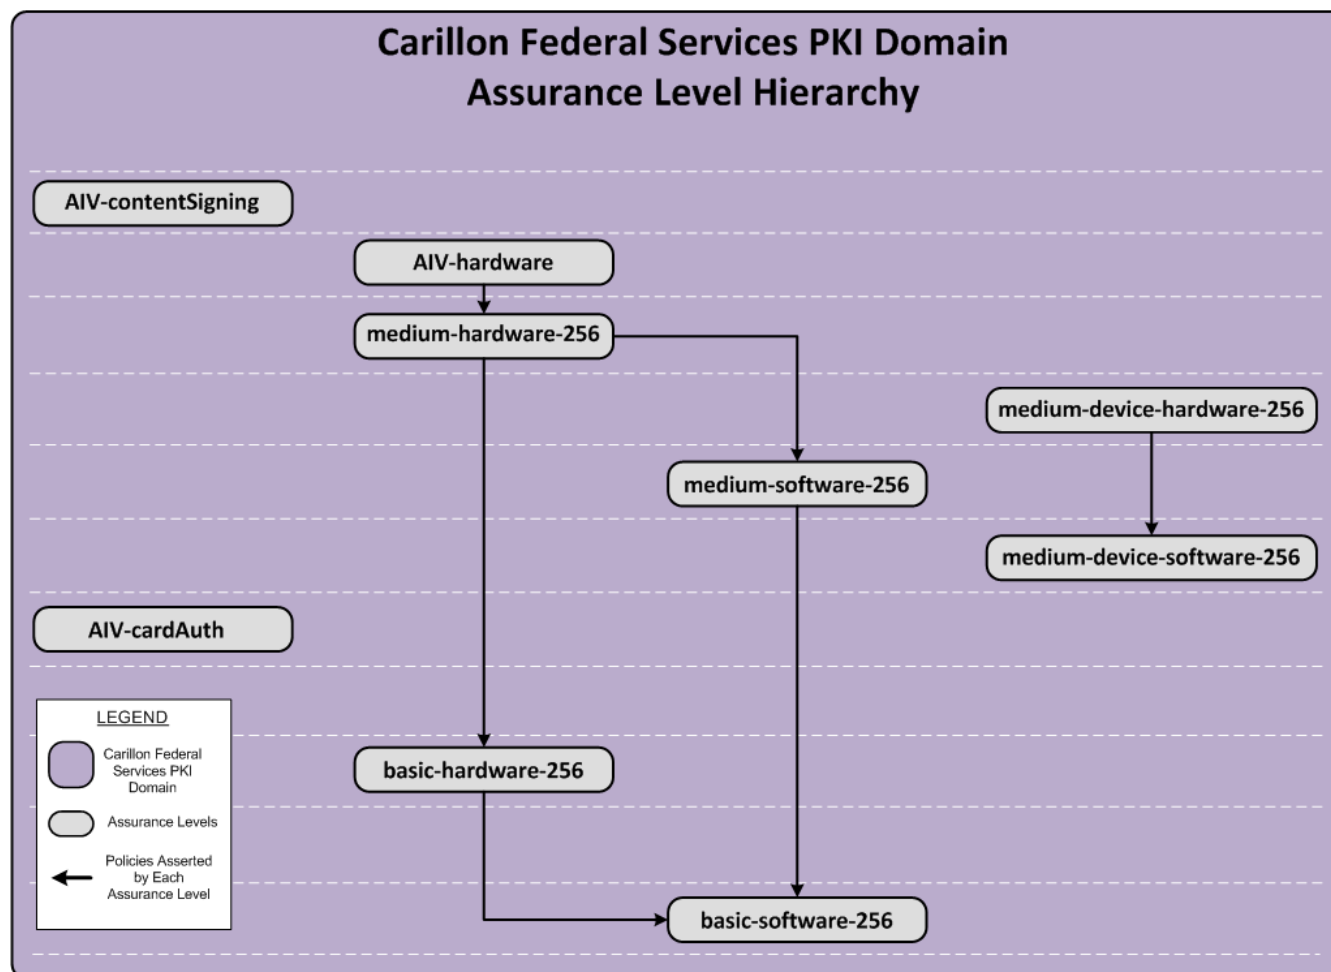 Carillon Federal Services PKI Domain
Assurance Level Hierarchy
AIV-contentSigning
AIV-hardware
medium-hardware-256
medium-device-hardware-256
medium-software-256
medium-device-software-256
AIV-cardAuth
LEGEND
Carillon Federal
Services PKI
Domain
Assurance Levels
Policies Asserted
by Each
Assurance Level
basic-hardware-256
basic-software-256